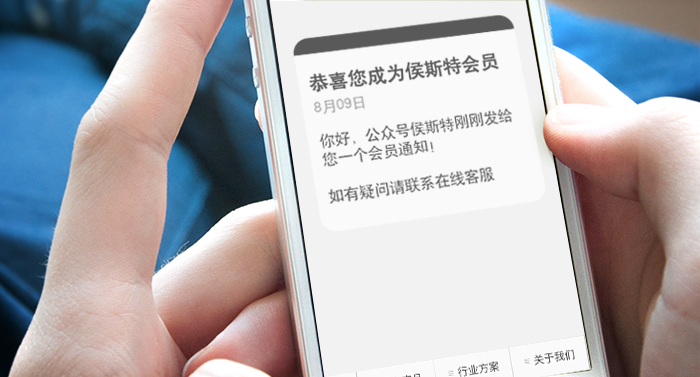 恭喜您成为侯斯特会员
8月09日
你好，公众号侯斯特刚刚发给
您一个会员通知！
如有疑问请联系在线客服
行业方案
关于我们